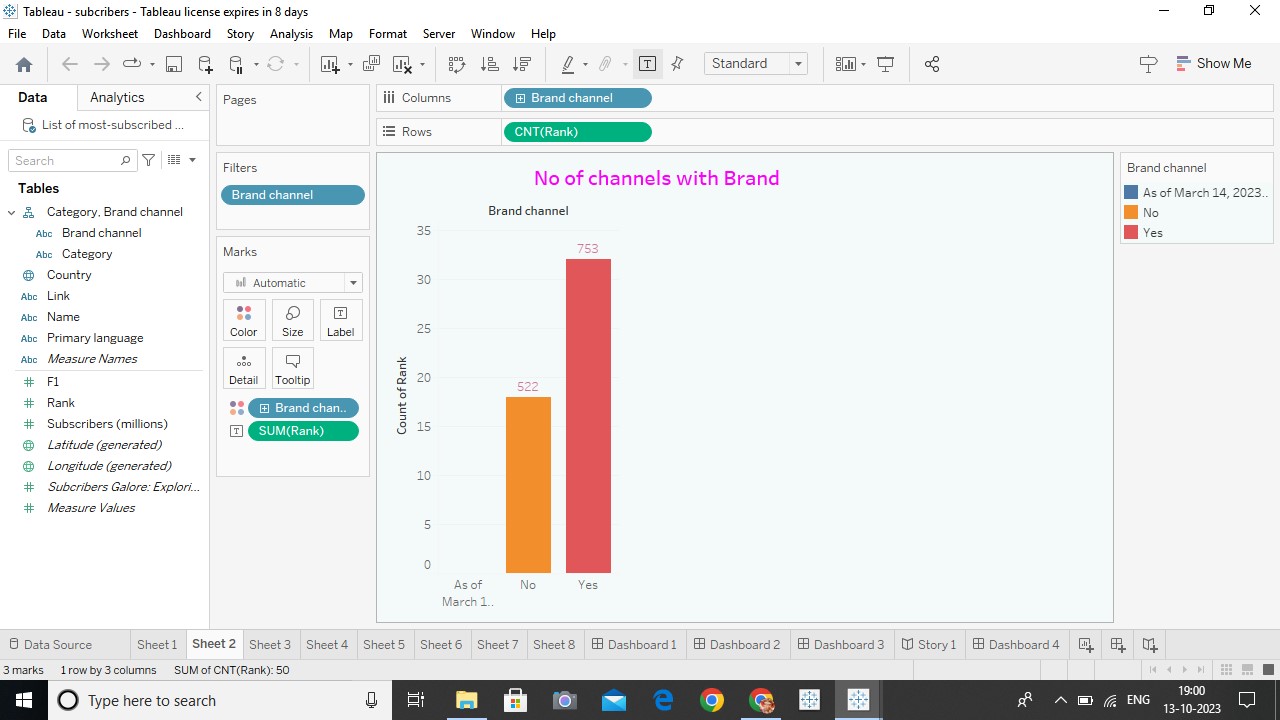 Tableau - subcribers - Tableau license expires in 8 days
File Data Worksheet Dashboard Story Analysis Map Format Server Window Help
Standard
Show Me
Data Analytics
List of most-subscribed ...
Search
Tables
Category, Brand channel
Abc Brand channel
Abc Category
Country
Abc Link
Abc Name
Abc Primary language
Abc Measure Names
F1
Rank
Subscribers (millions)
Latitude (generated)
Longitude (generated)
Subcribers Galore: Explori...
Measure Values
Pages
Filters
Brand channel
Marks
Automatic
Color Size T Label
Detail Tooltip
Brand chan..
T SUM(Rank)
Columns Brand channel
Rows CNT(Rank)
No of channels with Brand
Brand channel
Count of Rank
35
30
25
20
15
10
5
0
522
753
As of March 1..
No
Yes
Brand channel
As of March 14, 2023..
No
Yes
Data Source Sheet 1 Sheet 2 Sheet 3 Sheet 4 Sheet 5 Sheet 6 Sheet 7 Sheet 8 Dashboard 1 Dashboard 2 Dashboard 3 Story 1 Dashboard 4
3 marks 1 row by 3 columns SUM of CNT(Rank): 50
Type here to search
ENG
19:00
13-10-2023